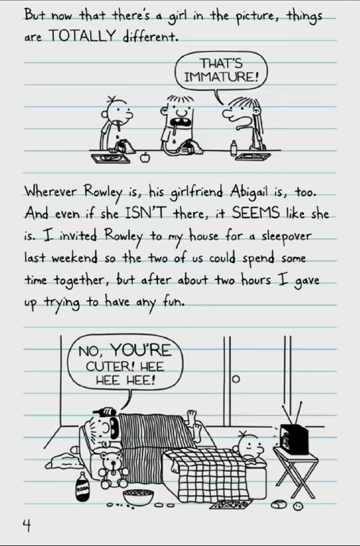 But now that there's a girl in the picture, things
are TOTALLY different.
THAT'S
IMMATURE!
Wherever Rowley is, his girlfriend Abigail is, too.
And even if she ISN'T there, it SEEMS like she
is. I invited Rowley to my house for a sleepover
last weekend so the two of us could spend some
time together, but after about two hours I gave
up trying to have any fun.
NO, YOU'RE
CUTER! HEE
HEE HEE!
4